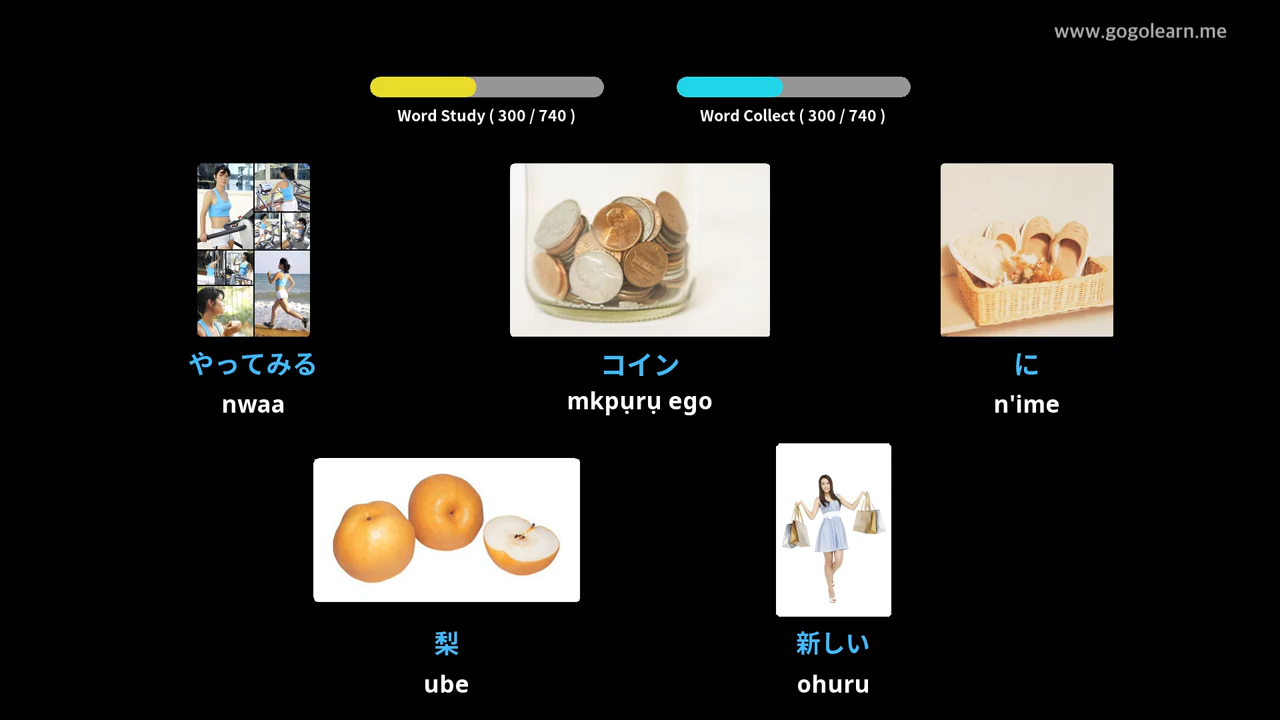 www.gogolearn.me
Word Study ( 300 / 740 )
Word Collect ( 300 / 740 )
やってみる
nwaa
コイン
mkpụrụ ego
に
n'ime
梨
ube
新しい
ohuru